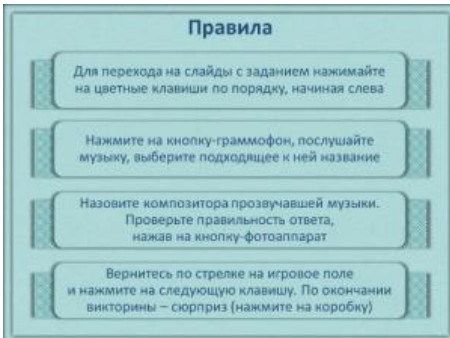 Правила
Для перехода на слайды с заданием нажимайте
на цветные клавиши по порядку, начиная слева
Нажмите на кнопку-граммофон, послушайте
музыку, выберите подходящее к ней название
Назовите композитора прозвучавшей музыки.
Проверьте правильность ответа,
нажав на кнопку-фотоаппарат
Вернитесь по стрелке на игровое поле
и нажмите на следующую клавишу. По окончании
викторины – сюрприз (нажмите на коробку)